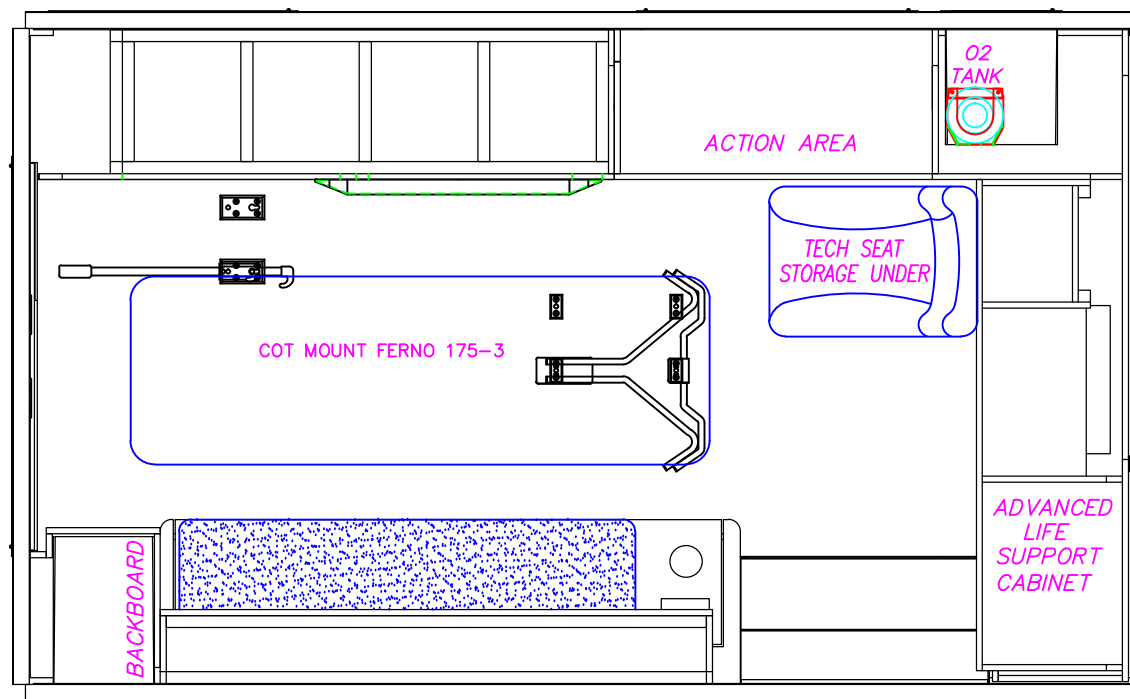 O2
TANK
ACTION AREA
TECH SEAT
STORAGE UNDER
COT MOUNT FERNO 175-3
ADVANCED
LIFE
SUPPORT
CABINET
BACKBOARD